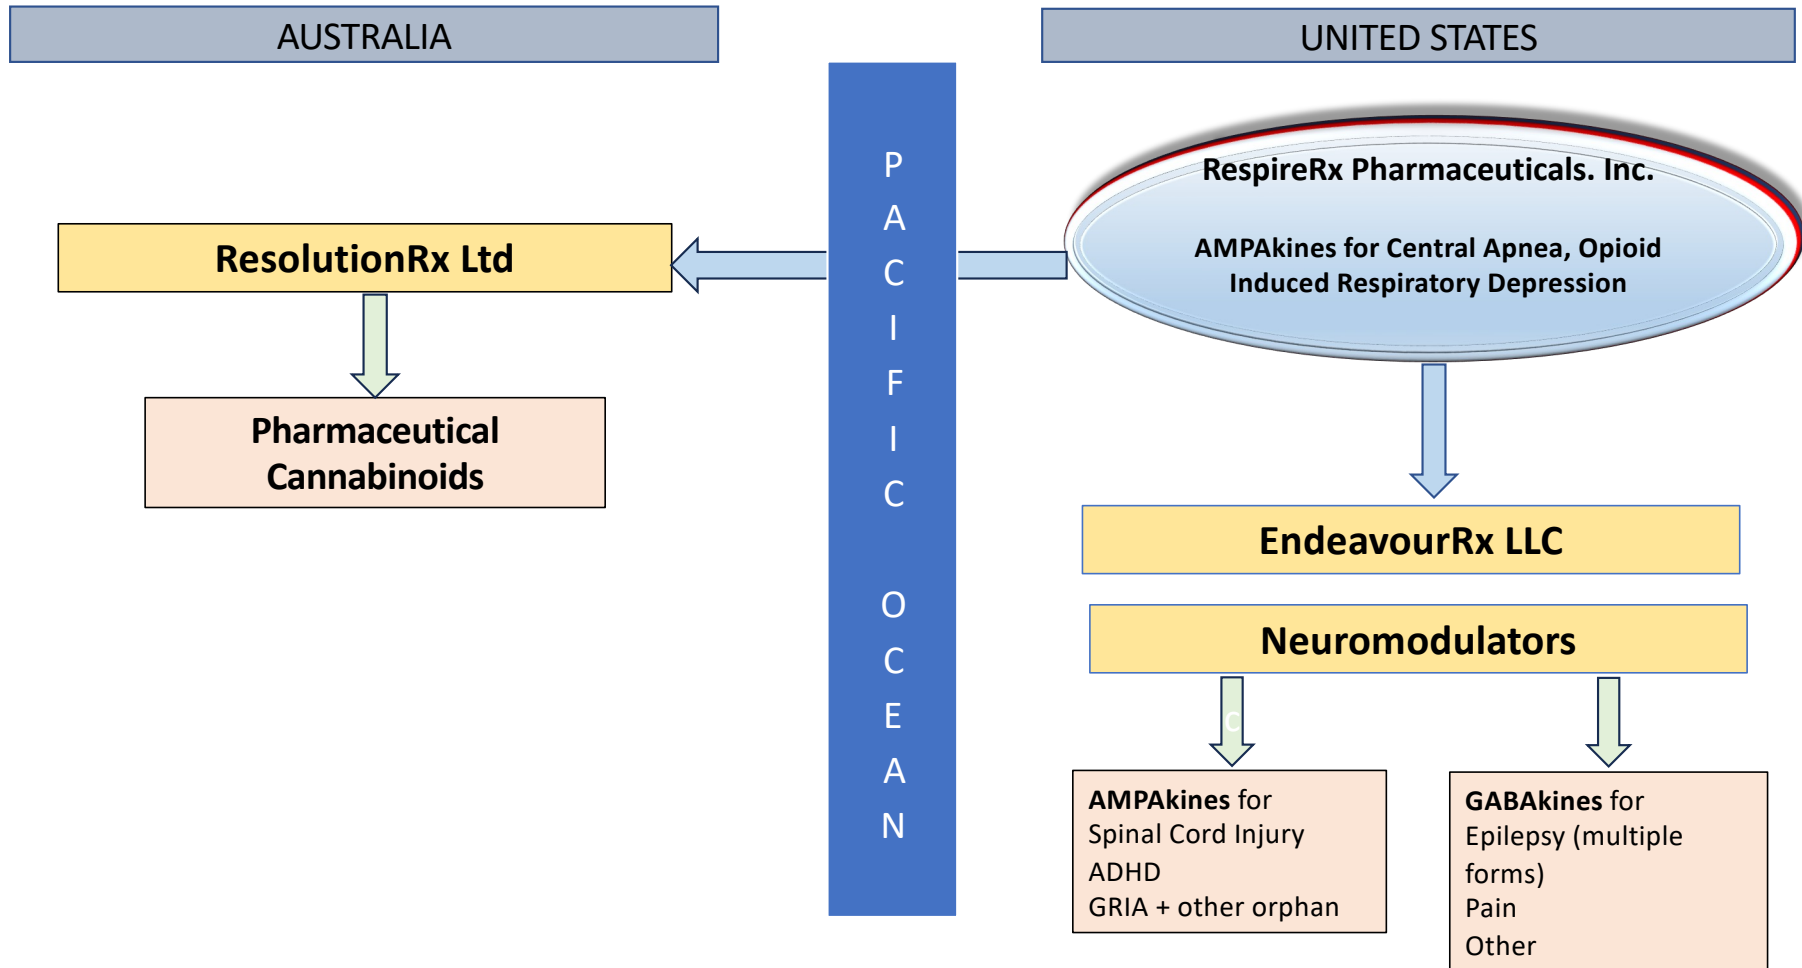 AUSTRALIA
UNITED STATES
P
A
C
I
F
I
C
O
C
E
A
N
RespireRx Pharmaceuticals. Inc.
AMPAkines for Central Apnea, Opioid
Induced Respiratory Depression
ResolutionRx Ltd
Pharmaceutical
Cannabinoids
EndeavourRx LLC
Neuromodulators
C
AMPAkines for
Spinal Cord Injury
ADHD
GRIA + other orphan
GABAkines for
Epilepsy (multiple
forms)
Pain
Other